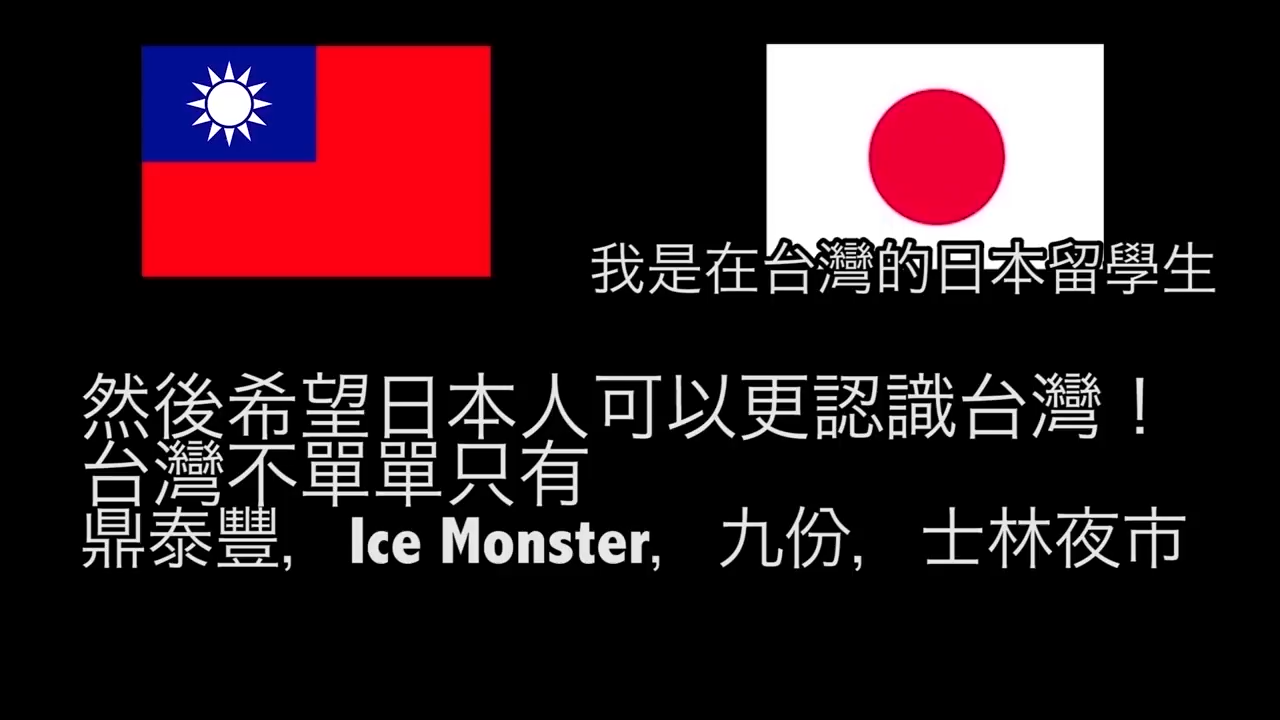 我是在台灣的日本留學生
然後希望日本人可以更認識台灣！
台灣不單單只有
鼎泰豐, Ice Monster, 九份, 士林夜市